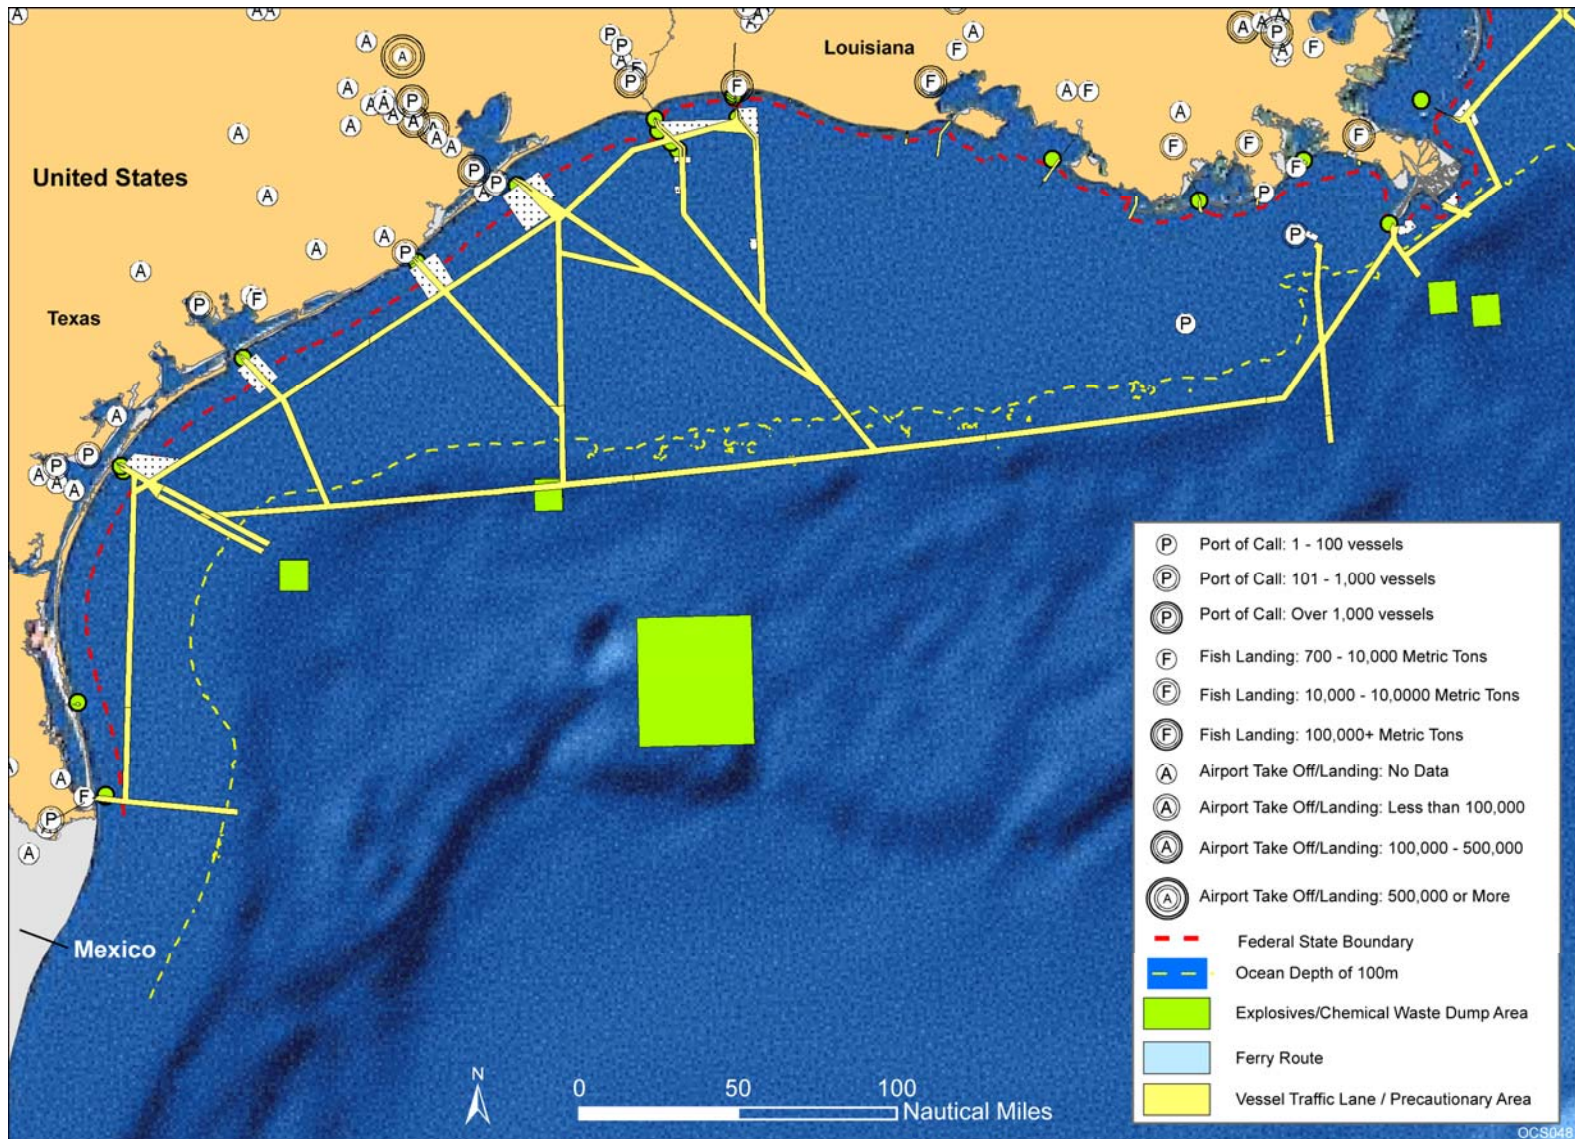 Louisiana
United States
Texas
Mexico
N
0 50 100
Nautical Miles
P Port of Call: 1 - 100 vessels
P Port of Call: 101 - 1,000 vessels
P Port of Call: Over 1,000 vessels
F Fish Landing: 700 - 10,000 Metric Tons
F Fish Landing: 10,000 - 10,0000 Metric Tons
F Fish Landing: 100,000+ Metric Tons
A Airport Take Off/Landing: No Data
A Airport Take Off/Landing: Less than 100,000
A Airport Take Off/Landing: 100,000 - 500,000
A Airport Take Off/Landing: 500,000 or More
Federal State Boundary
Ocean Depth of 100m
Explosives/Chemical Waste Dump Area
Ferry Route
Vessel Traffic Lane / Precautionary Area
OCS048